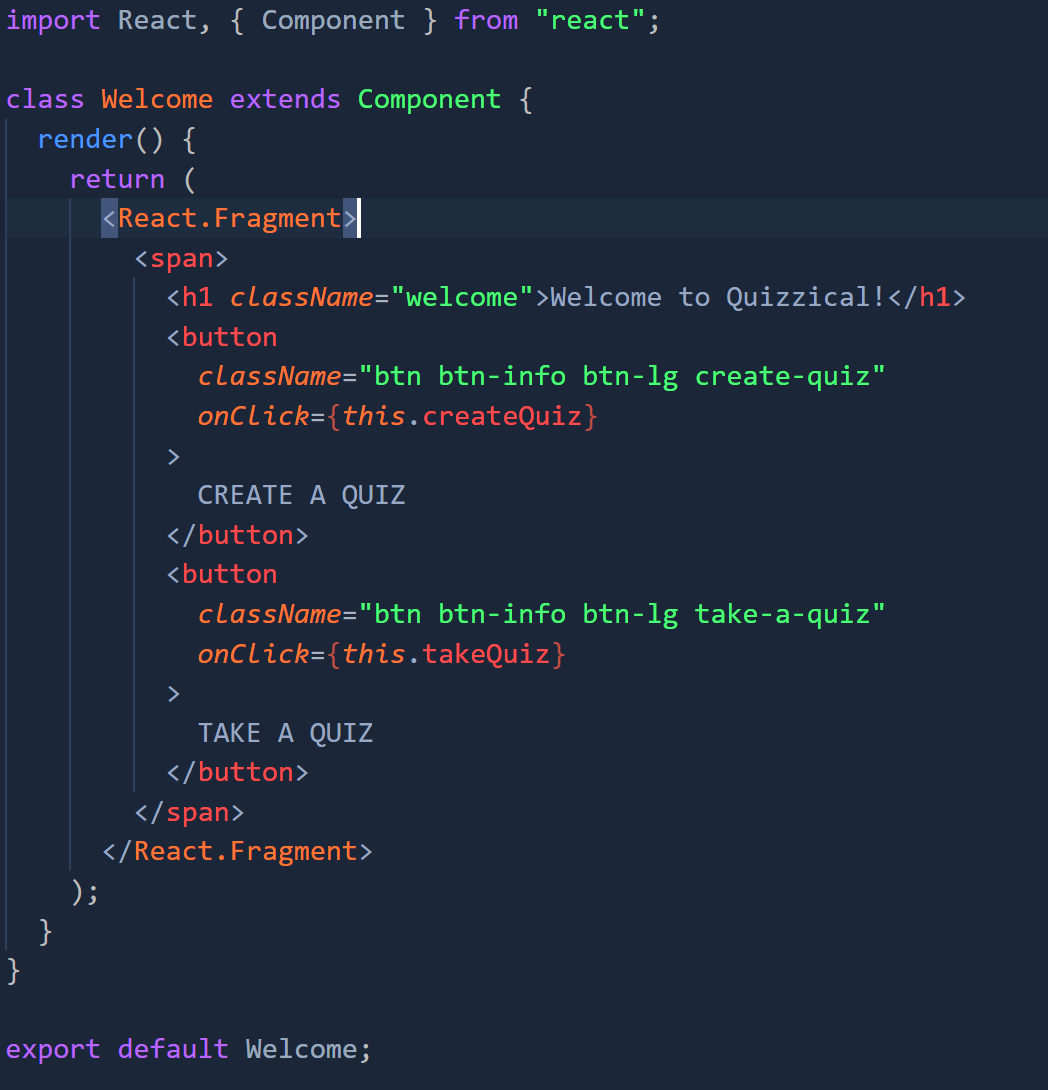 import React, { Component } from "react";

class Welcome extends Component {
  render() {
    return (
      <React.Fragment>
        <span>
          <h1 className="welcome">Welcome to Quizzical!</h1>
          <button
            className="btn btn-info btn-lg create-quiz"
            onClick={this.createQuiz}
          >
            CREATE A QUIZ
          </button>
          <button
            className="btn btn-info btn-lg take-a-quiz"
            onClick={this.takeQuiz}
          >
            TAKE A QUIZ
          </button>
        </span>
      </React.Fragment>
    );
  }
}

export default Welcome;